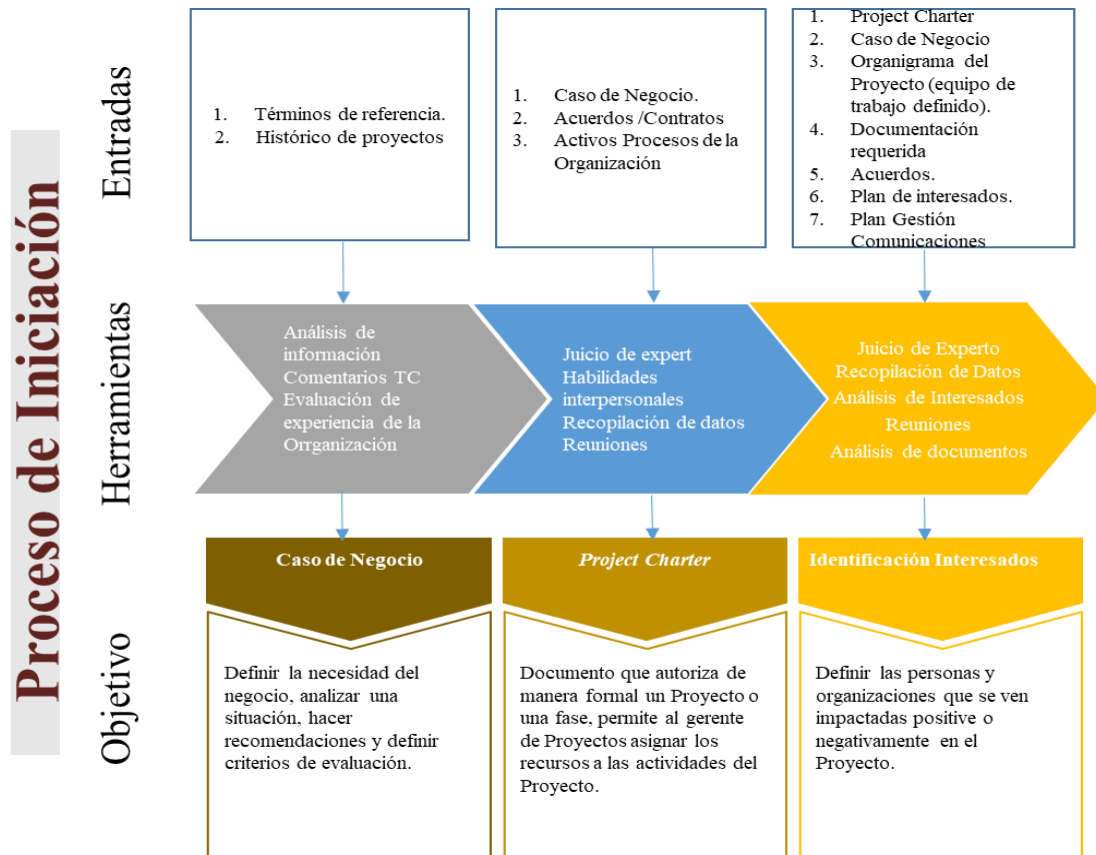 Proceso de Iniciación
Entradas
1. Términos de referencia.
2. Histórico de proyectos
1. Caso de Negocio.
2. Acuerdos /Contratos
3. Activos Procesos de la
Organización
1. Project Charter
2. Caso de Negocio
3. Organigrama del
Proyecto (equipo de
trabajo definido).
4. Documentación
requerida
5. Acuerdos.
6. Plan de interesados.
7. Plan Gestión
Comunicaciones
Herramientas
Análisis de
información
Comentarios TC
Evaluación de
experiencia de la
Orrganización
Juicio de expert
Habilidades
interpersonales
Recopilación de datos
Reuniones
Juicio de Experto
Recopilación de Datos
Análisis de Interesados
Reuniones
Análisis de documentos
Objetivo
Caso de Negocio
Definir la necesidad del
negocio, analizar una
situación, hacer
recomendaciones y definir
criterios de evaluación.
Project Charter
Documento que autoriza de
manera formal un Proyecto o
una fase, permite al gerente
de Proyectos asignar los
recursos a las actividades del
Proyecto.
Identificación Interesados
Definir las personas y
organizaciones que se ven
impactadas positive o
negativamente en el
Proyecto.